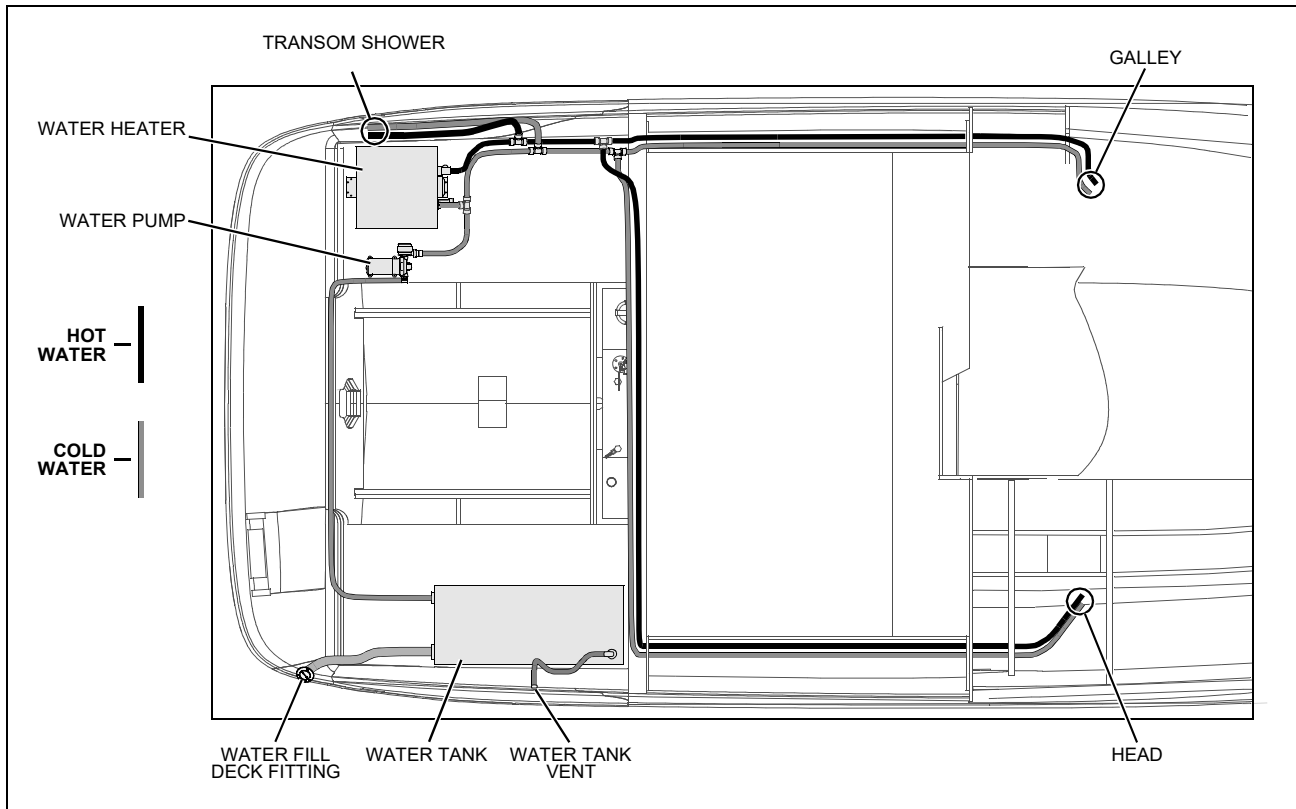 TRANSOM SHOWER
GALLEY
WATER HEATER
WATER PUMP
HOT
WATER
COLD
WATER
WATER FILL
DECK FITTING
WATER TANK
WATER TANK
VENT
HEAD